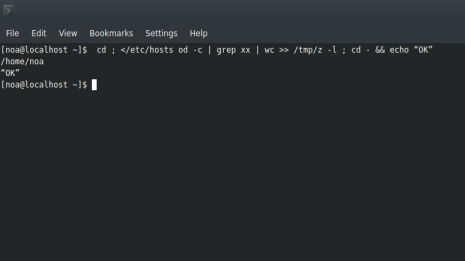 File Edit View Bookmarks Settings Help
[noa@localhost ~]$  cd ; </etc/hosts od -c | grep xx | wc >> /tmp/z -l ; cd - && echo “OK”
/home/noa
“OK”
[noa@localhost ~]$